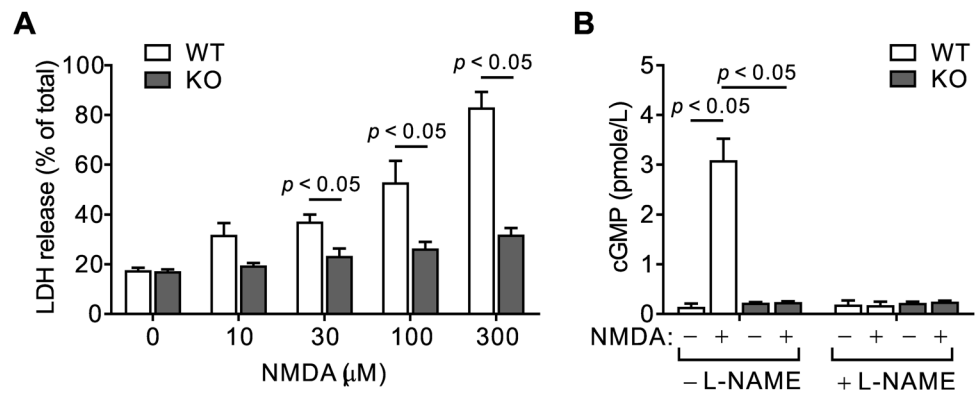 A
WT
KO
LDH release (% of total)
100
80
60
40
20
0
p < 0.05
p < 0.05
p < 0.05
0 10 30 100 300
NMDA (μM)
B
WT
KO
cGMP (pmole/L)
5
4
3
2
1
0
p < 0.05
p < 0.05
NMDA: − + − + − + − +
− L-NAME + L-NAME